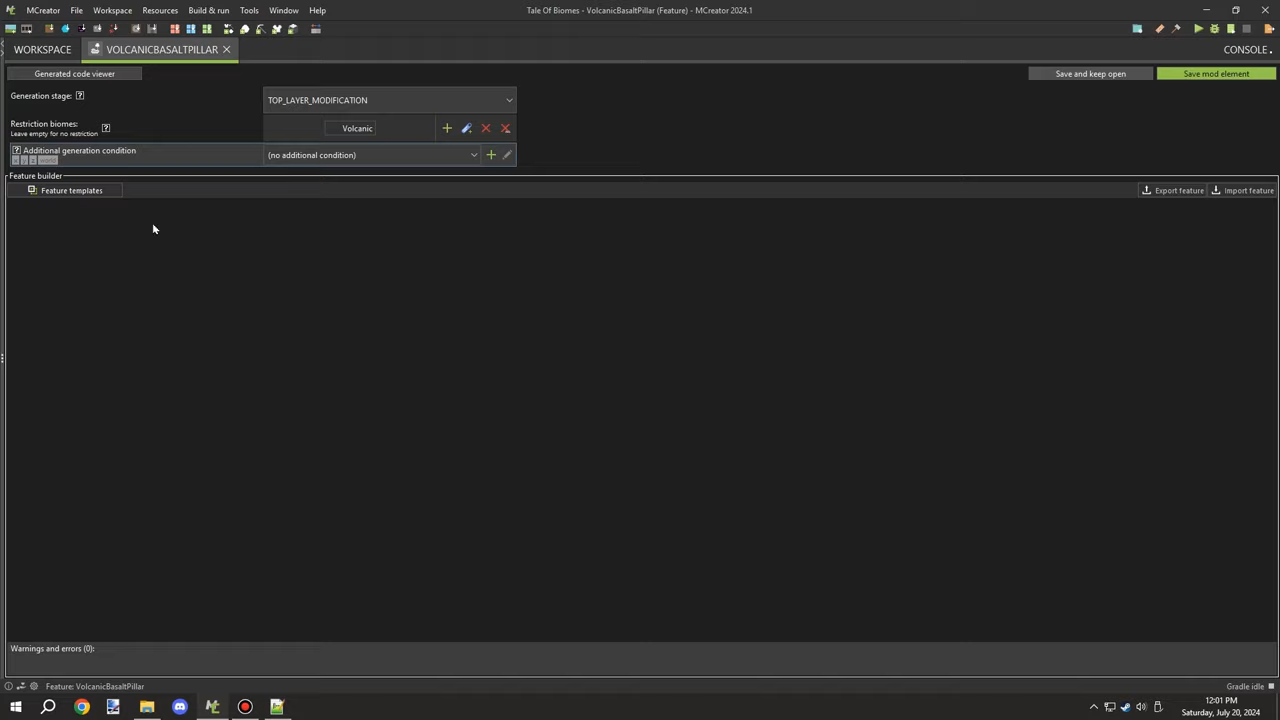 MCreator File Workspace Resources Build & run Tools Window Help
Tale Of Biomes - VolcanicBasaltPillar (Feature) - MCreator 2024.1
WORKSPACE
VOLCANICBASALTPILLAR
CONSOLE
Generated code viewer
Save and keep open
Save mod element
Generation stage: ?
TOP_LAYER_MODIFICATION
Restriction biomes:
Leave empty for no restriction
?
Volcanic
? Additional generation condition
x y z world
(no additional condition)
Feature builder
Feature templates
Export feature
Import feature
Warnings and errors (0):
Feature: VolcanicBasaltPillar
Gradle idle
12:01 PM
Saturday, July 20, 2024